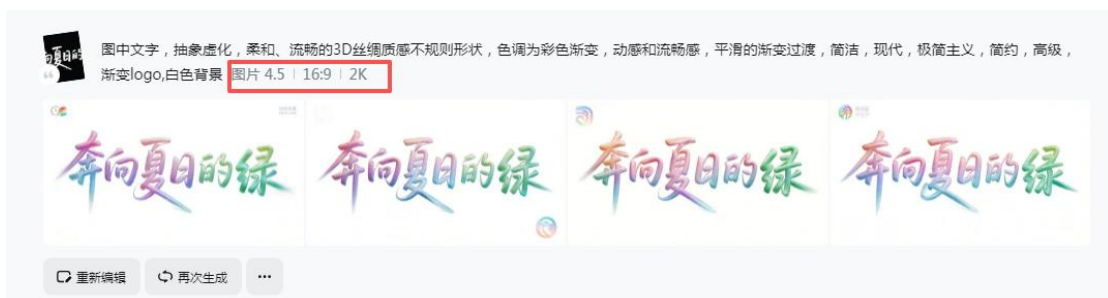 图中文字，抽象虚化，柔和、流畅的3D丝绸质感不规则形状，色调为彩色渐变，动感和流畅感，平滑的渐变过渡，简洁，现代，极简主义，简约，高级，
渐变logo,白色背景 图片 4.5 | 16:9 | 2K
奔向夏日的绿 奔向夏日的绿 奔向夏日的绿 奔向夏日的绿
重新编辑 再次生成 ···